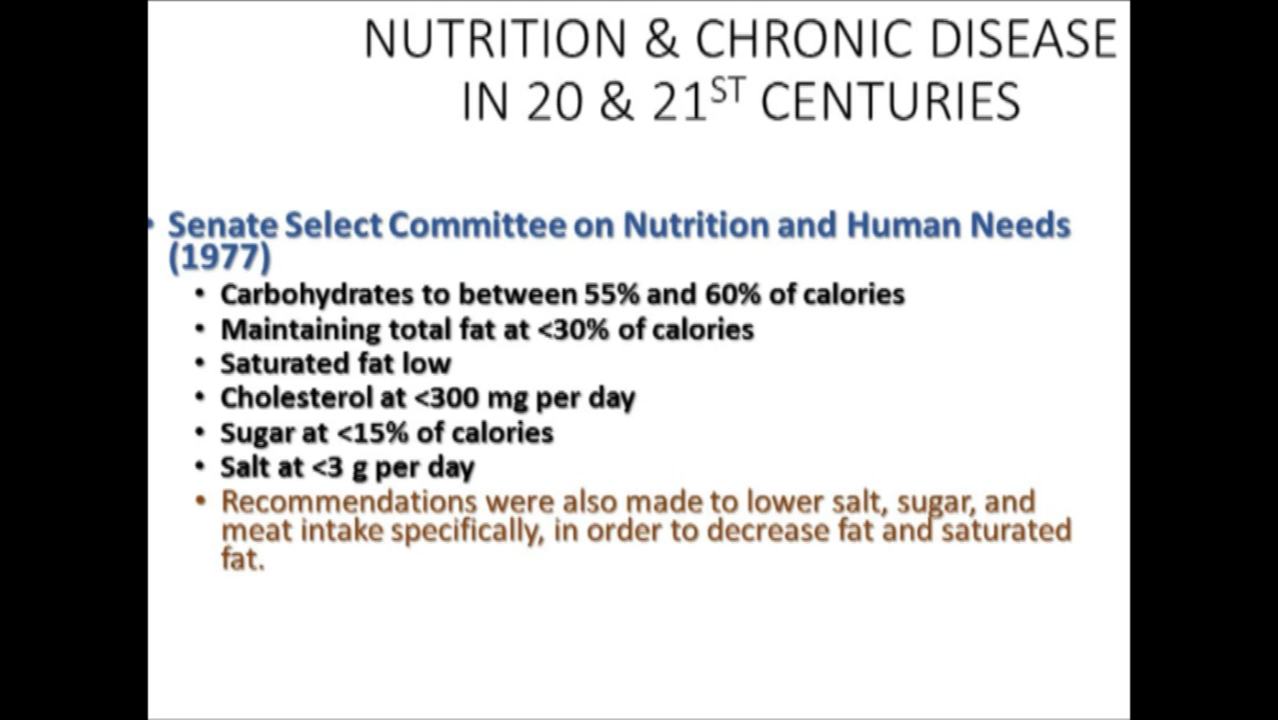 NUTRITION & CHRONIC DISEASE
IN 20 & 21ST CENTURIES
• Senate Select Committee on Nutrition and Human Needs
(1977)
• Carbohydrates to between 55% and 60% of calories
• Maintaining total fat at <30% of calories
• Saturated fat low
• Cholesterol at <300 mg per day
• Sugar at <15% of calories
• Salt at <3 g per day
• Recommendations were also made to lower salt, sugar, and
meat intake specifically, in order to decrease fat and saturated
fat.